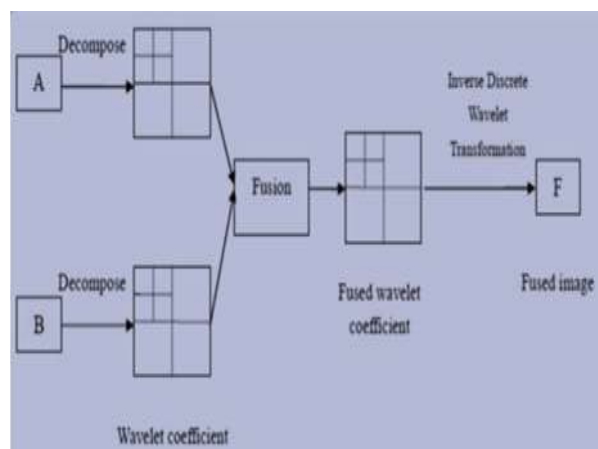 Decompose
A
Inverse Discrete
Wavelet
Transformation
Fusion
F
Decompose
B
Fused wavelet
coefficient
Fused image
Wavelet coefficient